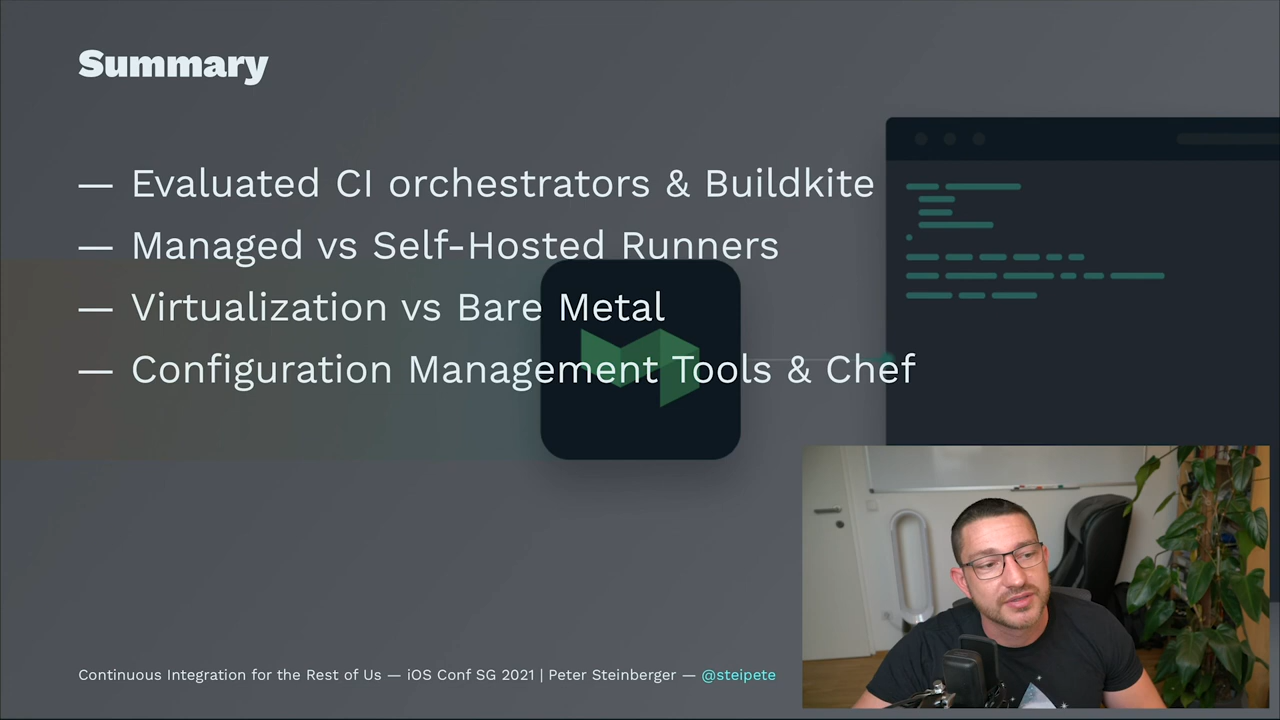 Summary
— Evaluated CI orchestrators & Buildkite
— Managed vs Self-Hosted Runners
— Virtualization vs Bare Metal
— Configuration Management Tools & Chef
Continuous Integration for the Rest of Us — iOS Conf SG 2021 | Peter Steinberger — @steipete